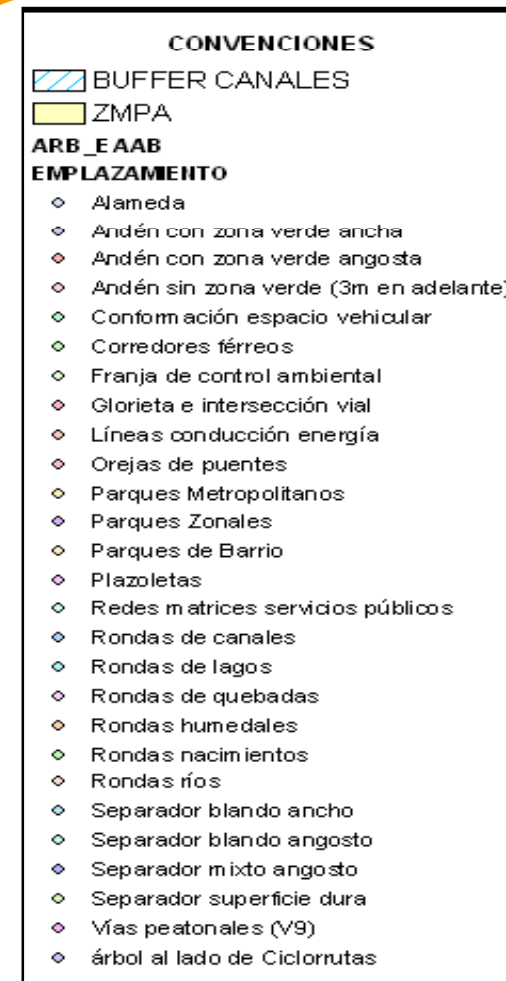 CONVENCIONES
BUFFER CANALES
ZMPA
ARB_EAAB
EMPLAZAMIENTO
Alameda
Andén con zona verde ancha
Andén con zona verde angosta
Andén sin zona verde (3m en adelante)
Conformación espacio vehicular
Corredores férreos
Franja de control ambiental
Glorieta e intersección vial
Líneas conducción energía
Orejas de puentes
Parques Metropolitanos
Parques Zonales
Parques de Barrio
Plazoletas
Redes matrices servicios públicos
Rondas de canales
Rondas de lagos
Rondas de quebadas
Rondas humedales
Rondas nacimientos
Rondas ríos
Separador blando ancho
Separador blando angosto
Separador mixto angosto
Separador superficie dura
Vías peatonales (V9)
árbol al lado de Ciclorrutas